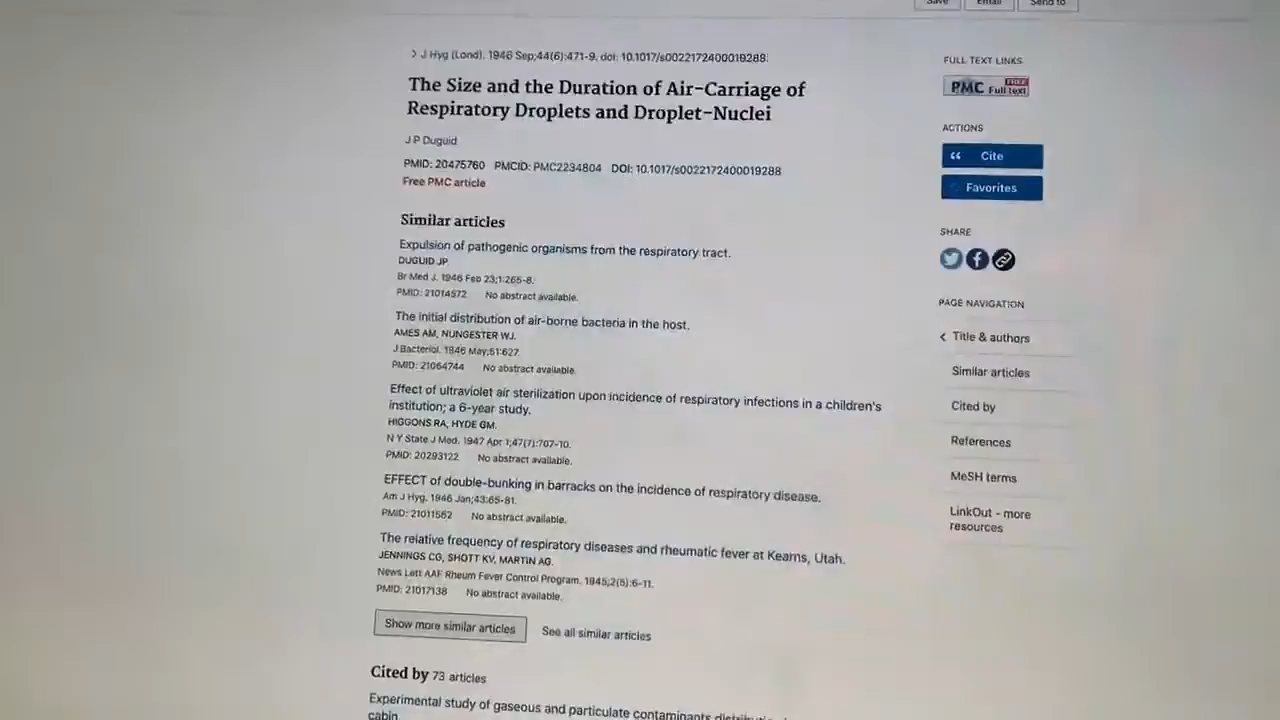 Save Email Send to
> J Hyg (Lond). 1946 Sep;44(6):471-9. doi: 10.1017/s0022172400019288.
The Size and the Duration of Air-Carriage of
Respiratory Droplets and Droplet-Nuclei
J P Duguid
PMID: 20475760 PMCID: PMC2234804 DOI: 10.1017/s0022172400019288
Free PMC article
Similar articles
Expulsion of pathogenic organisms from the respiratory tract.
DUGUID JP.
Br Med J. 1946 Feb 23;1:265-8.
PMID: 21014572 No abstract available.
The initial distribution of air-borne bacteria in the host.
AMES AM, NUNGESTER WJ.
J Bacteriol. 1946 May;51:627.
PMID: 21064744 No abstract available.
Effect of ultraviolet air sterilization upon incidence of respiratory infections in a children's
institution; a 6-year study.
HIGGONS RA, HYDE GM.
N Y State J Med. 1947 Apr 1;47(7):707-10.
PMID: 20293122 No abstract available.
EFFECT of double-bunking in barracks on the incidence of respiratory disease.
Am J Hyg. 1946 Jan;43:65-81.
PMID: 21011562 No abstract available.
The relative frequency of respiratory diseases and rheumatic fever at Kearns, Utah.
JENNINGS CG, SHOTT KV, MARTIN AG.
News Lett AAF Rheum Fever Control Program. 1945;2(5):6-11.
PMID: 21017138 No abstract available.
Show more similar articles See all similar articles
Cited by 73 articles
Experimental study of gaseous and particulate contaminants
cabin.
FULL TEXT LINKS
PMC FREE Full text
ACTIONS
Cite
Favorites
SHARE
PAGE NAVIGATION
< Title & authors
Similar articles
Cited by
References
MeSH terms
LinkOut - more
resources